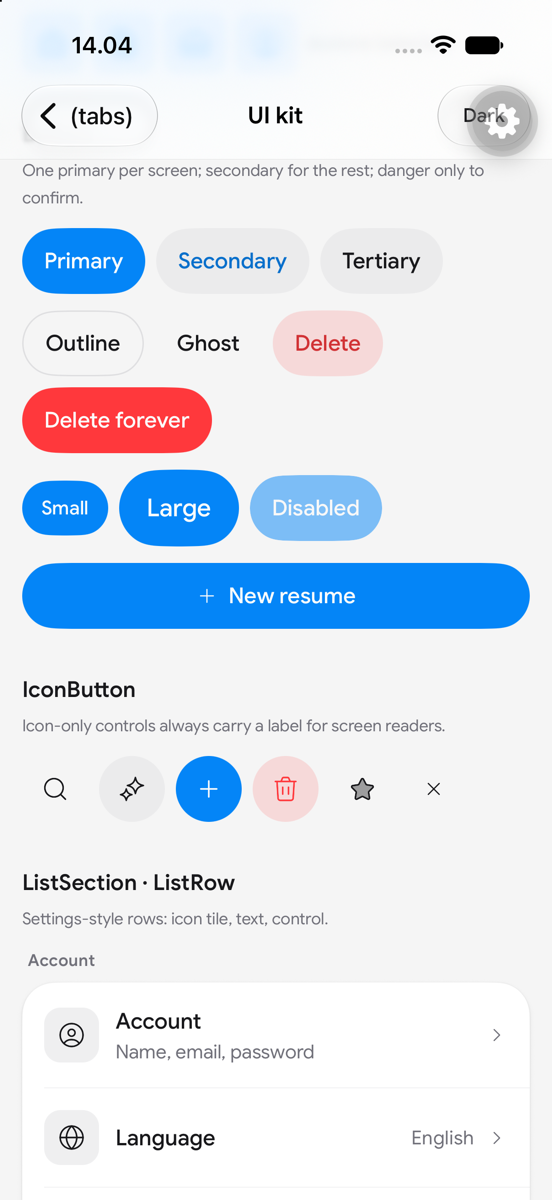 14.04
(tabs)
UI kit
Dark
One primary per screen; secondary for the rest; danger only to
confirm.
Primary
Secondary
Tertiary
Outline
Ghost
Delete
Delete forever
Small
Large
Disabled
+ New resume
IconButton
Icon-only controls always carry a label for screen readers.
ListSection · ListRow
Settings-style rows: icon tile, text, control.
Account
Account
Name, email, password
Language
English